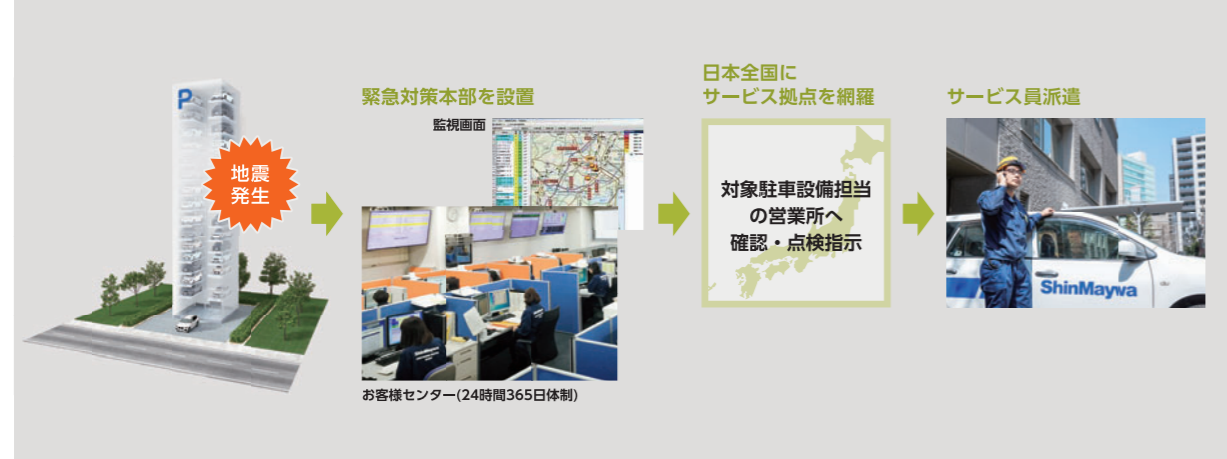 P
地震
発生
緊急対策本部を設置
監視画面
ShinMaywa
お客様センター(24時間365日体制)
日本全国に
サービス拠点を網羅
対象駐車設備担当
の営業所へ
確認・点検指示
サービス員派遣
ShinMaywa